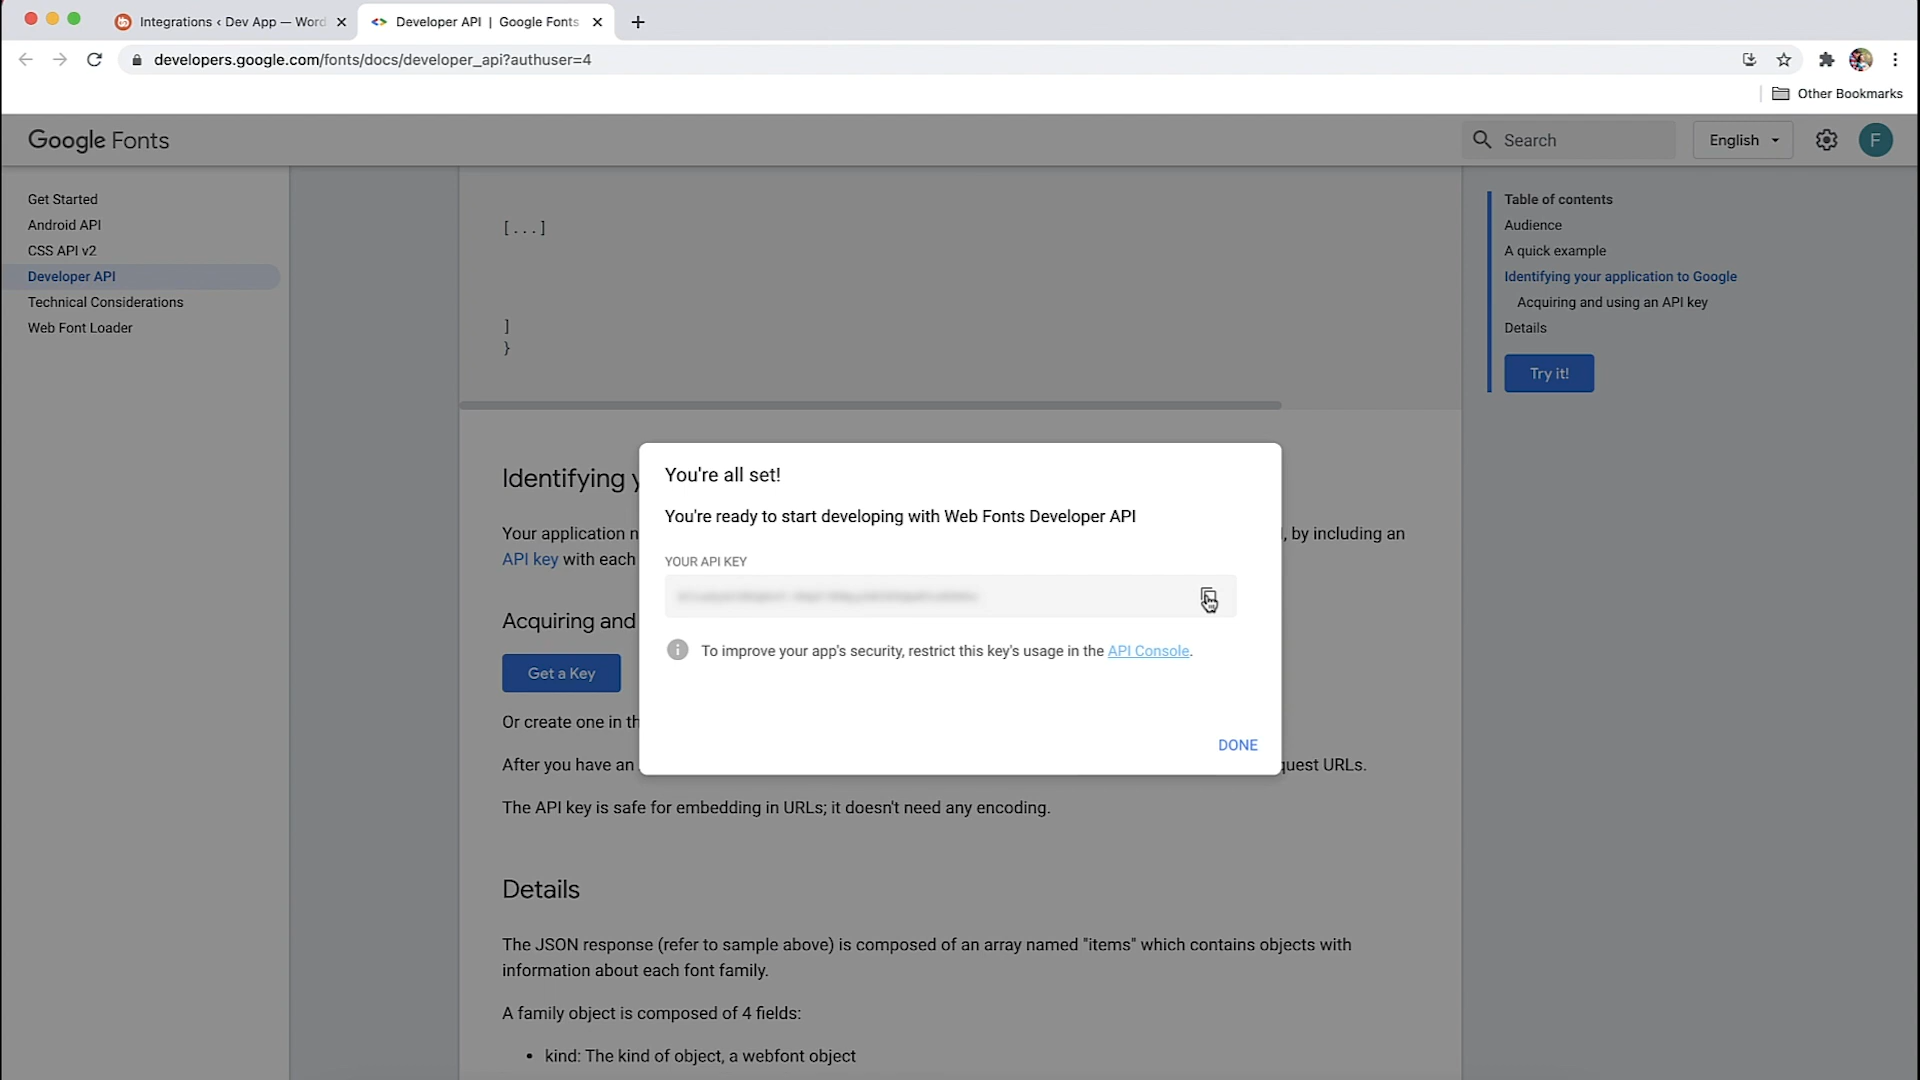 Integrations ‹ Dev App — Word
Developer API | Google Fonts
developers.google.com/fonts/docs/developer_api?authuser=4
Other Bookmarks
Google Fonts
Search
English
F
Get Started
Android API
CSS API v2
Developer API
Technical Considerations
Web Font Loader
[...]
]
}
Table of contents
Audience
A quick example
Identifying your application to Google
Acquiring and using an API key
Details
Try it!
Identifying y
Your application n
, by including an
API key with each
Acquiring and
Get a Key
Or create one in th
After you have an
quest URLs.
The API key is safe for embedding in URLs; it doesn't need any encoding.
You're all set!
You're ready to start developing with Web Fonts Developer API
YOUR API KEY
To improve your app's security, restrict this key's usage in the API Console.
DONE
Details
The JSON response (refer to sample above) is composed of an array named "items" which contains objects with
information about each font family.
A family object is composed of 4 fields:
• kind: The kind of object, a webfont object